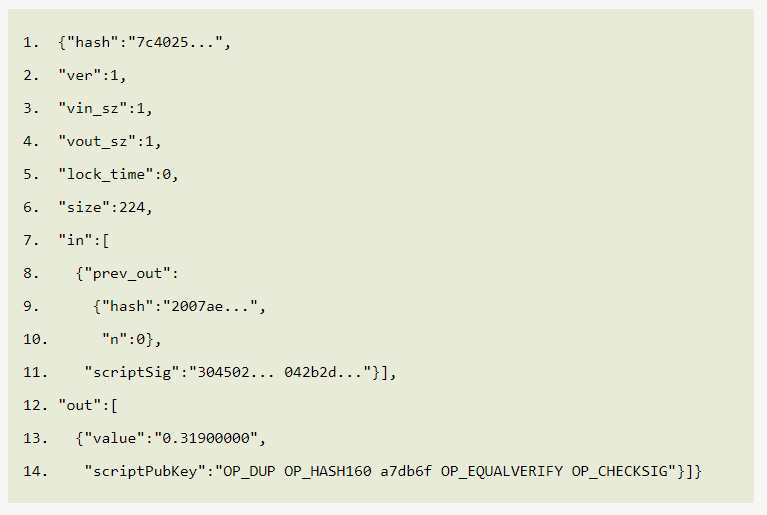 1. {"hash":"7c4025...",
2. "ver":1,
3. "vin_sz":1,
4. "vout_sz":1,
5. "lock_time":0,
6. "size":224,
7. "in":[
8. {"prev_out":
9. {"hash":"2007ae...",
10. "n":0},
11. "scriptSig":"304502... 042b2d..."}],
12. "out":[
13. {"value":"0.31900000",
14. "scriptPubKey":"OP_DUP OP_HASH160 a7db6f OP_EQUALVERIFY OP_CHECKSIG"}]}